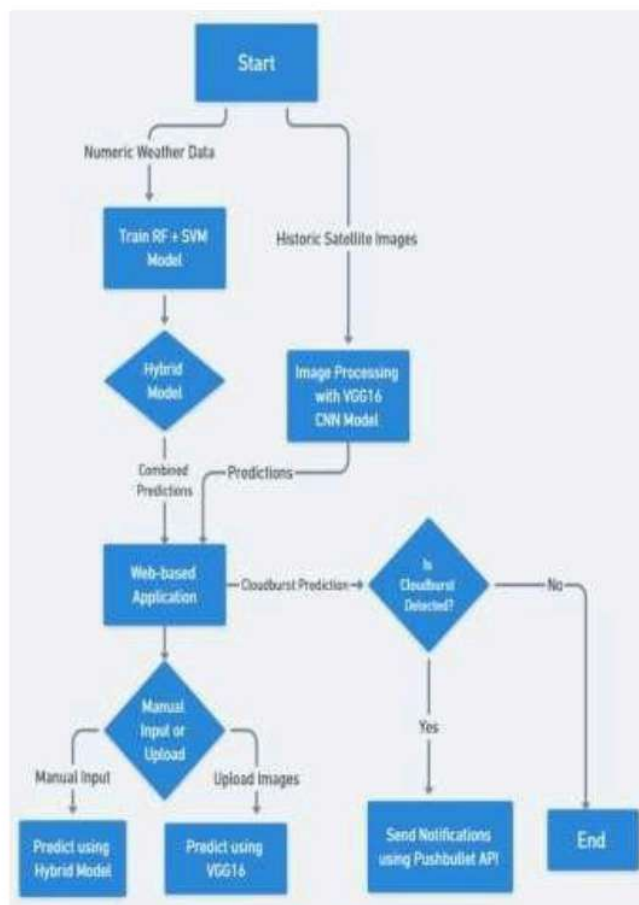 Start
Numeric Weather Data
Train RF + SVM
Model
Historic Satellite Images
Hybrid
Model
Image Processing
with VGG16
CNN Model
Combined
Predictions
Predictions
Web-based
Application
Cloudburst Prediction
Is
Cloudburst
Detected?
No
Manual
Input or
Upload
Yes
Manual Input
Upload Images
Predict using
Hybrid Model
Predict using
VGG16
Send Notifications
using Pushbullet API
End